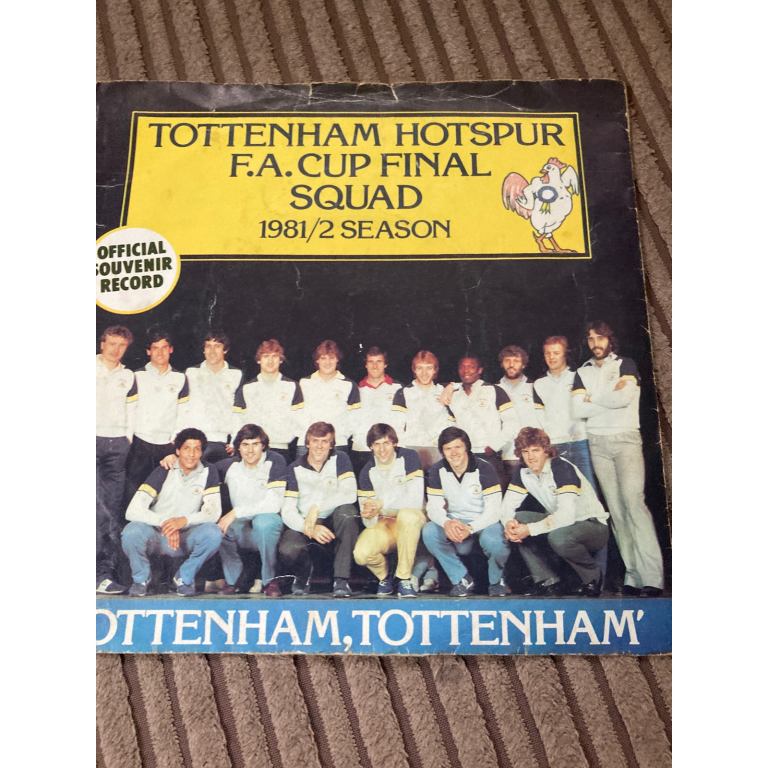 TOTTENHAM HOTSPUR
F.A. CUP FINAL
SQUAD
1981/2 SEASON
OFFICIAL
SOUVENIR
RECORD
OTTENHAM, TOTTENHAM'